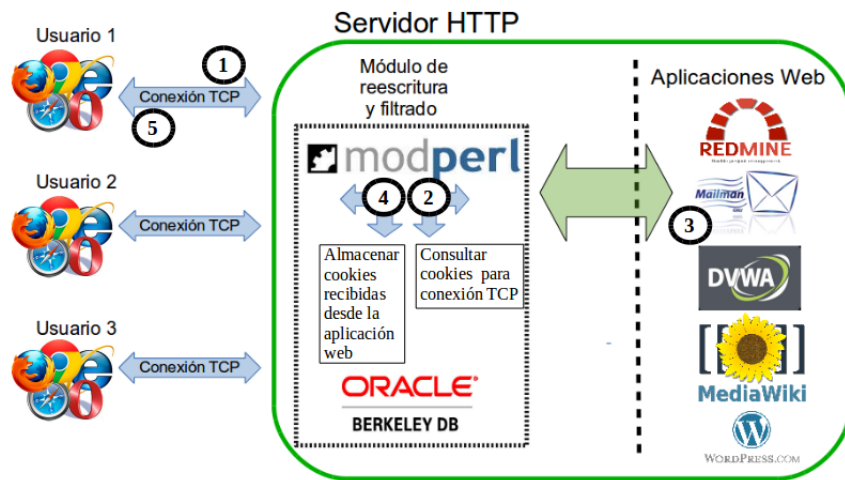 Servidor HTTP
Usuario 1
1
Conexión TCP
5
Usuario 2
Conexión TCP
Usuario 3
Conexión TCP
Módulo de
reescritura
y filtrado
modperl
4
2
Almacenar
cookies
recibidas
desde la
aplicación
web
Consultar
cookies para
conexión TCP
ORACLE
BERKELEY DB
Aplicaciones Web
REDMINE
Mailman
3
DVWA
[[ ]]
MediaWiki
W
WORDPRESS.COM